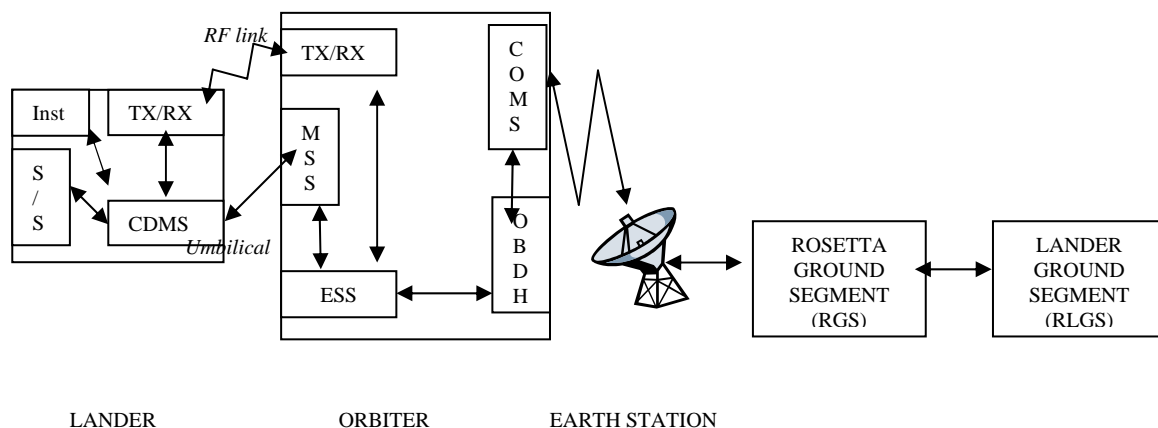 RF link
TX/RX
C
O
M
S
Inst
TX/RX
M
S
S
S
/
S
CDMS
Umbilical
ESS
O
B
D
H
ROSETTA
GROUND
SEGMENT
(RGS)
LANDER
GROUND
SEGMENT
(RLGS)
LANDER
ORBITER
EARTH STATION